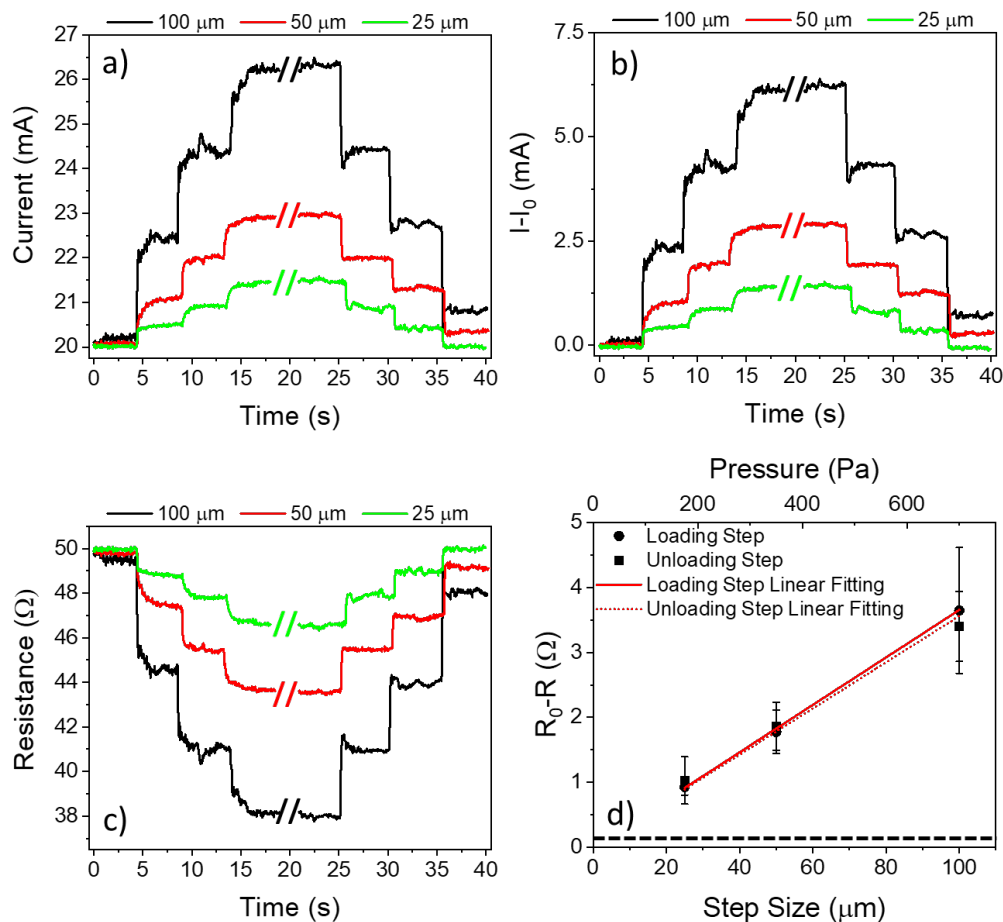 100 μm 50 μm 25 μm
a)
27
26
25
24
23
22
21
20
Current (mA)
0 5 10 15 20 25 30 35 40
Time (s)
100 μm 50 μm 25 μm
b)
7.5
5.0
2.5
0.0
I-I₀ (mA)
0 5 10 15 20 25 30 35 40
Time (s)
100 μm 50 μm 25 μm
50
48
46
44
42
40
38
Resistance (Ω)
c)
0 5 10 15 20 25 30 35 40
Time (s)
Pressure (Pa)
0 200 400 600
Loading Step
Unloading Step
Loading Step Linear Fitting
Unloading Step Linear Fitting
5
4
3
2
1
0
R₀-R (Ω)
d)
0 20 40 60 80 100
Step Size (μm)